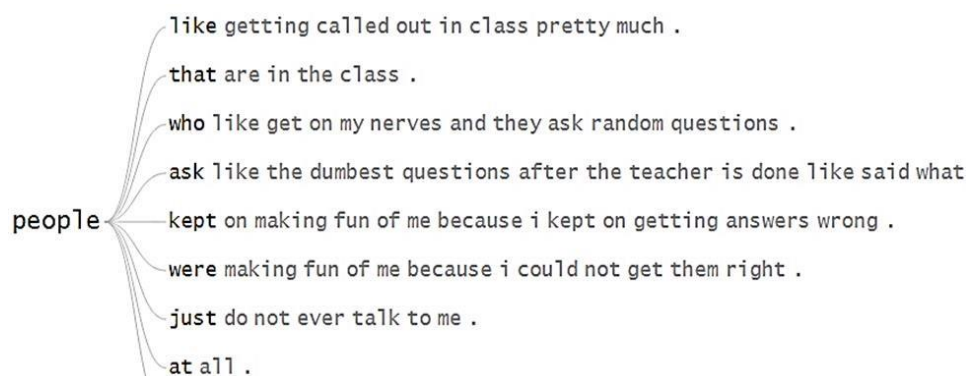 like getting called out in class pretty much .
that are in the class .
who like get on my nerves and they ask random questions .
ask like the dumbest questions after the teacher is done like said what
people
kept on making fun of me because i kept on getting answers wrong .
were making fun of me because i could not get them right .
just do not ever talk to me .
at all .